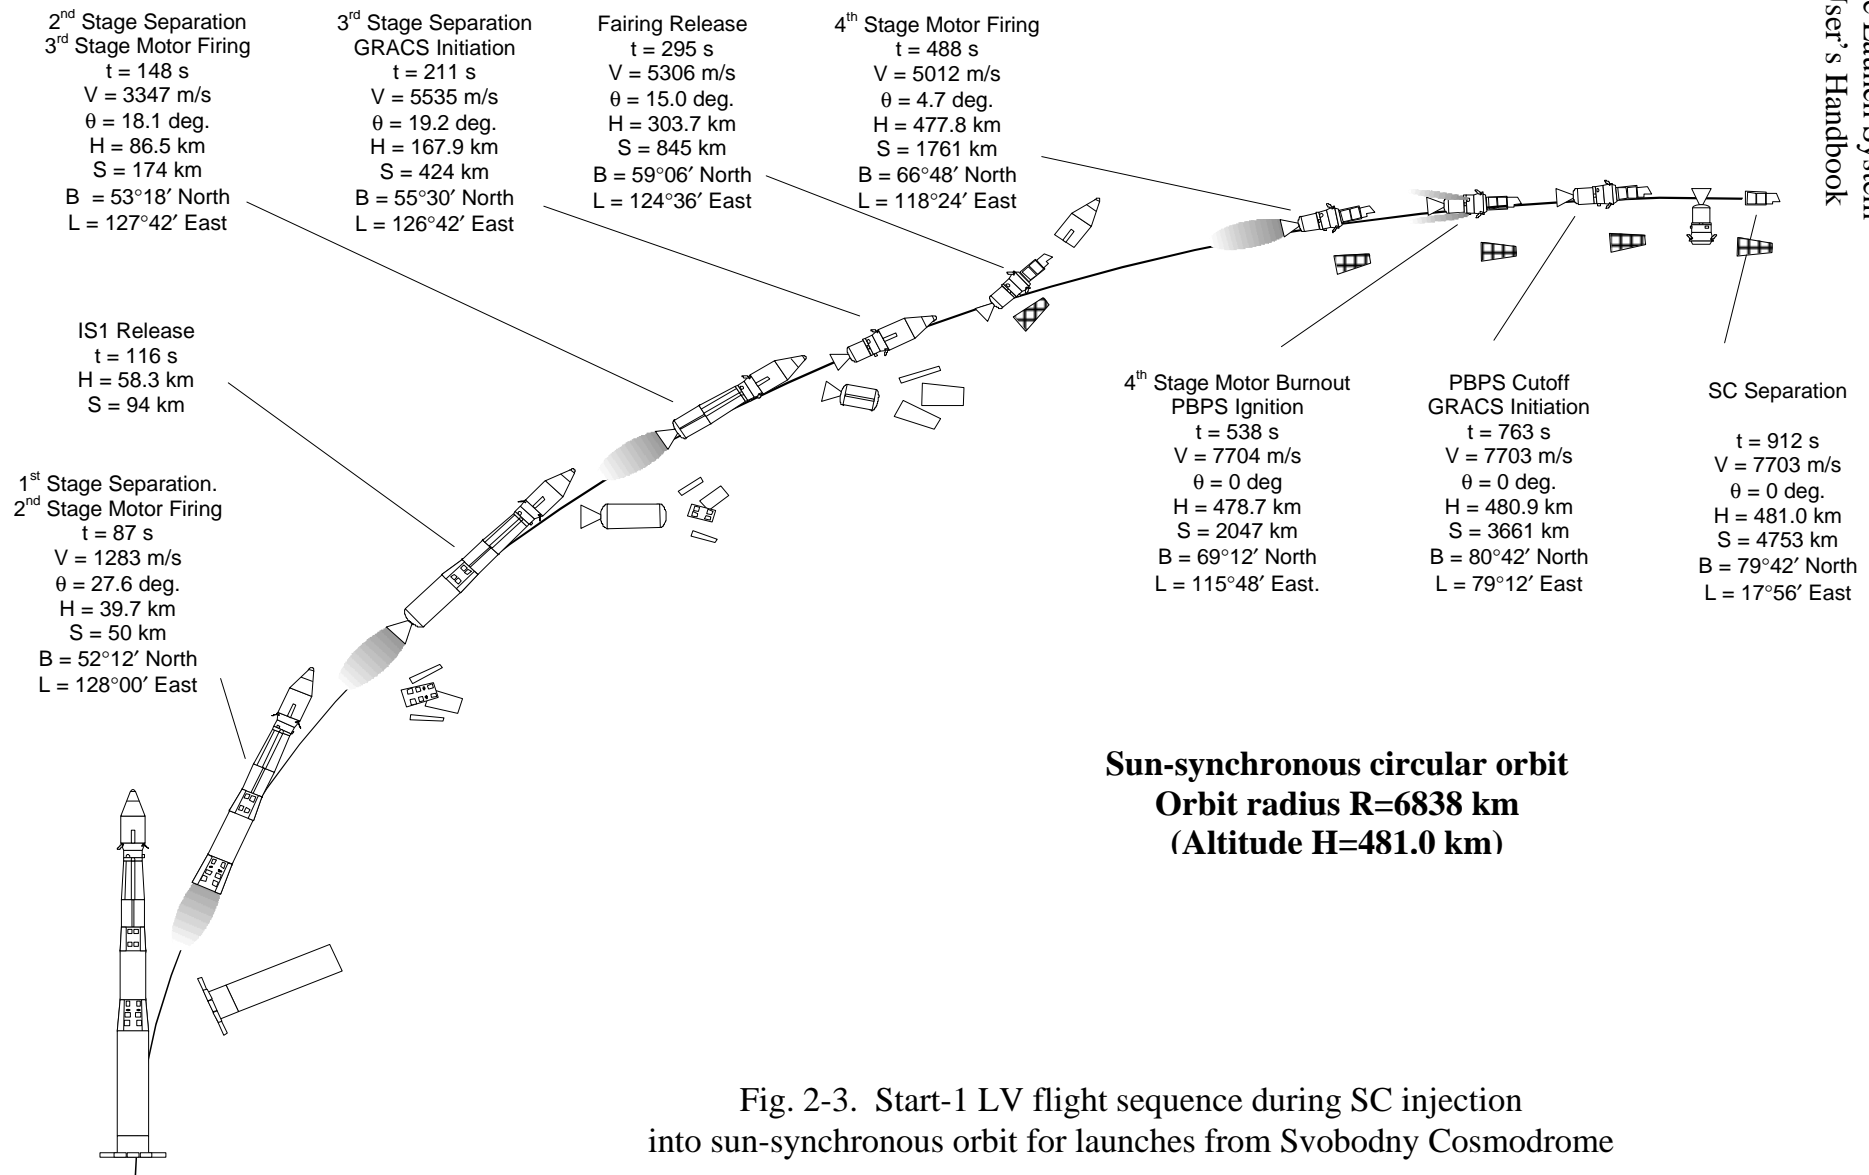 Launch System
User's Handbook
2nd Stage Separation
3rd Stage Motor Firing
t = 148 s
V = 3347 m/s
θ = 18.1 deg.
H = 86.5 km
S = 174 km
B = 53°18′ North
L = 127°42′ East
3rd Stage Separation
GRACS Initiation
t = 211 s
V = 5535 m/s
θ = 19.2 deg.
H = 167.9 km
S = 424 km
B = 55°30′ North
L = 126°42′ East
Fairing Release
t = 295 s
V = 5306 m/s
θ = 15.0 deg.
H = 303.7 km
S = 845 km
B = 59°06′ North
L = 124°36′ East
4th Stage Motor Firing
t = 488 s
V = 5012 m/s
θ = 4.7 deg.
H = 477.8 km
S = 1761 km
B = 66°48′ North
L = 118°24′ East
IS1 Release
t = 116 s
H = 58.3 km
S = 94 km
1st Stage Separation.
2nd Stage Motor Firing
t = 87 s
V = 1283 m/s
θ = 27.6 deg.
H = 39.7 km
S = 50 km
B = 52°12′ North
L = 128°00′ East
4th Stage Motor Burnout
PBPS Ignition
t = 538 s
V = 7704 m/s
θ = 0 deg
H = 478.7 km
S = 2047 km
B = 69°12′ North
L = 115°48′ East.
PBPS Cutoff
GRACS Initiation
t = 763 s
V = 7703 m/s
θ = 0 deg.
H = 480.9 km
S = 3661 km
B = 80°42′ North
L = 79°12′ East
SC Separation
t = 912 s
V = 7703 m/s
θ = 0 deg.
H = 481.0 km
S = 4753 km
B = 79°42′ North
L = 17°56′ East
Sun-synchronous circular orbit
Orbit radius R=6838 km
(Altitude H=481.0 km)
Fig. 2-3. Start-1 LV flight sequence during SC injection
into sun-synchronous orbit for launches from Svobodny Cosmodrome